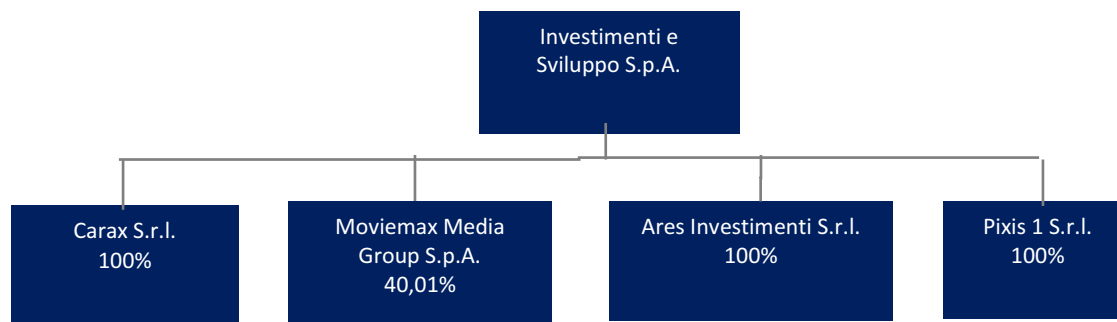 Investimenti e
Sviluppo S.p.A.
Carax S.r.l.
100%
Moviemax Media
Group S.p.A.
40,01%
Ares Investimenti S.r.l.
100%
Pixis 1 S.r.l.
100%